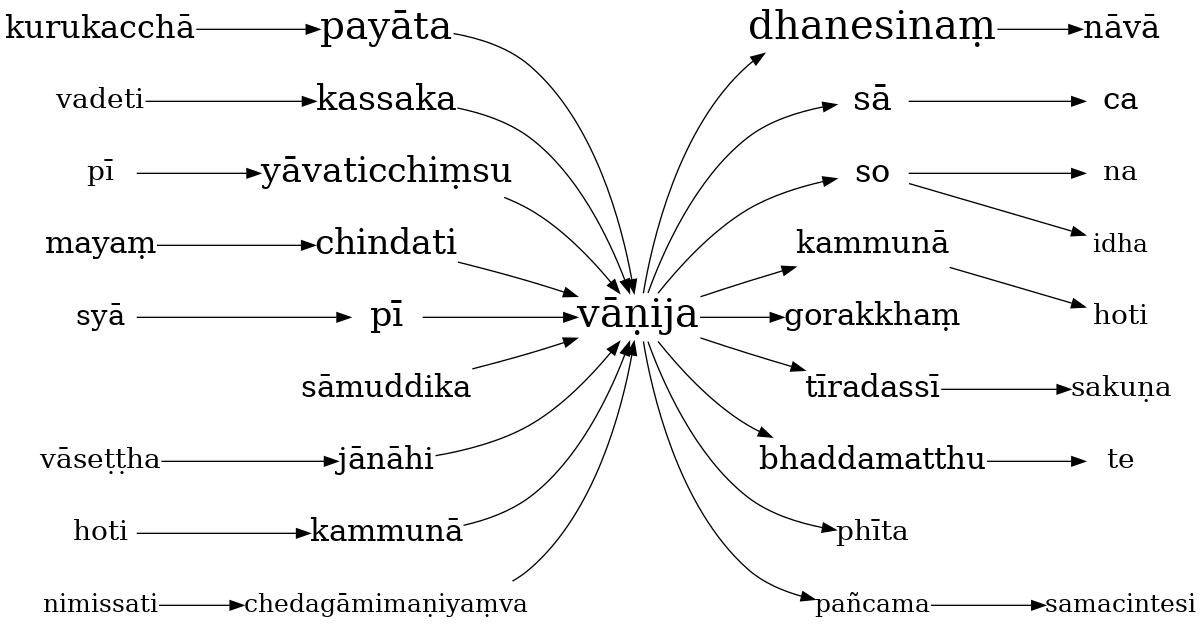 kurukacchā payāta dhanesinaṃ nāvā
vadeti kassaka sā ca
pī yāvaticchiṃsu so na
mayaṃ chindati kammunā idha
syā pī vāṇija gorakkhaṃ hoti
sāmuddika tīradassī sakuṇa
vāseṭṭha jānāhi bhaddamatthu te
hoti kammunā phīta
nimissati chedagāmimaṇiyaṃva pañcama samacintesi